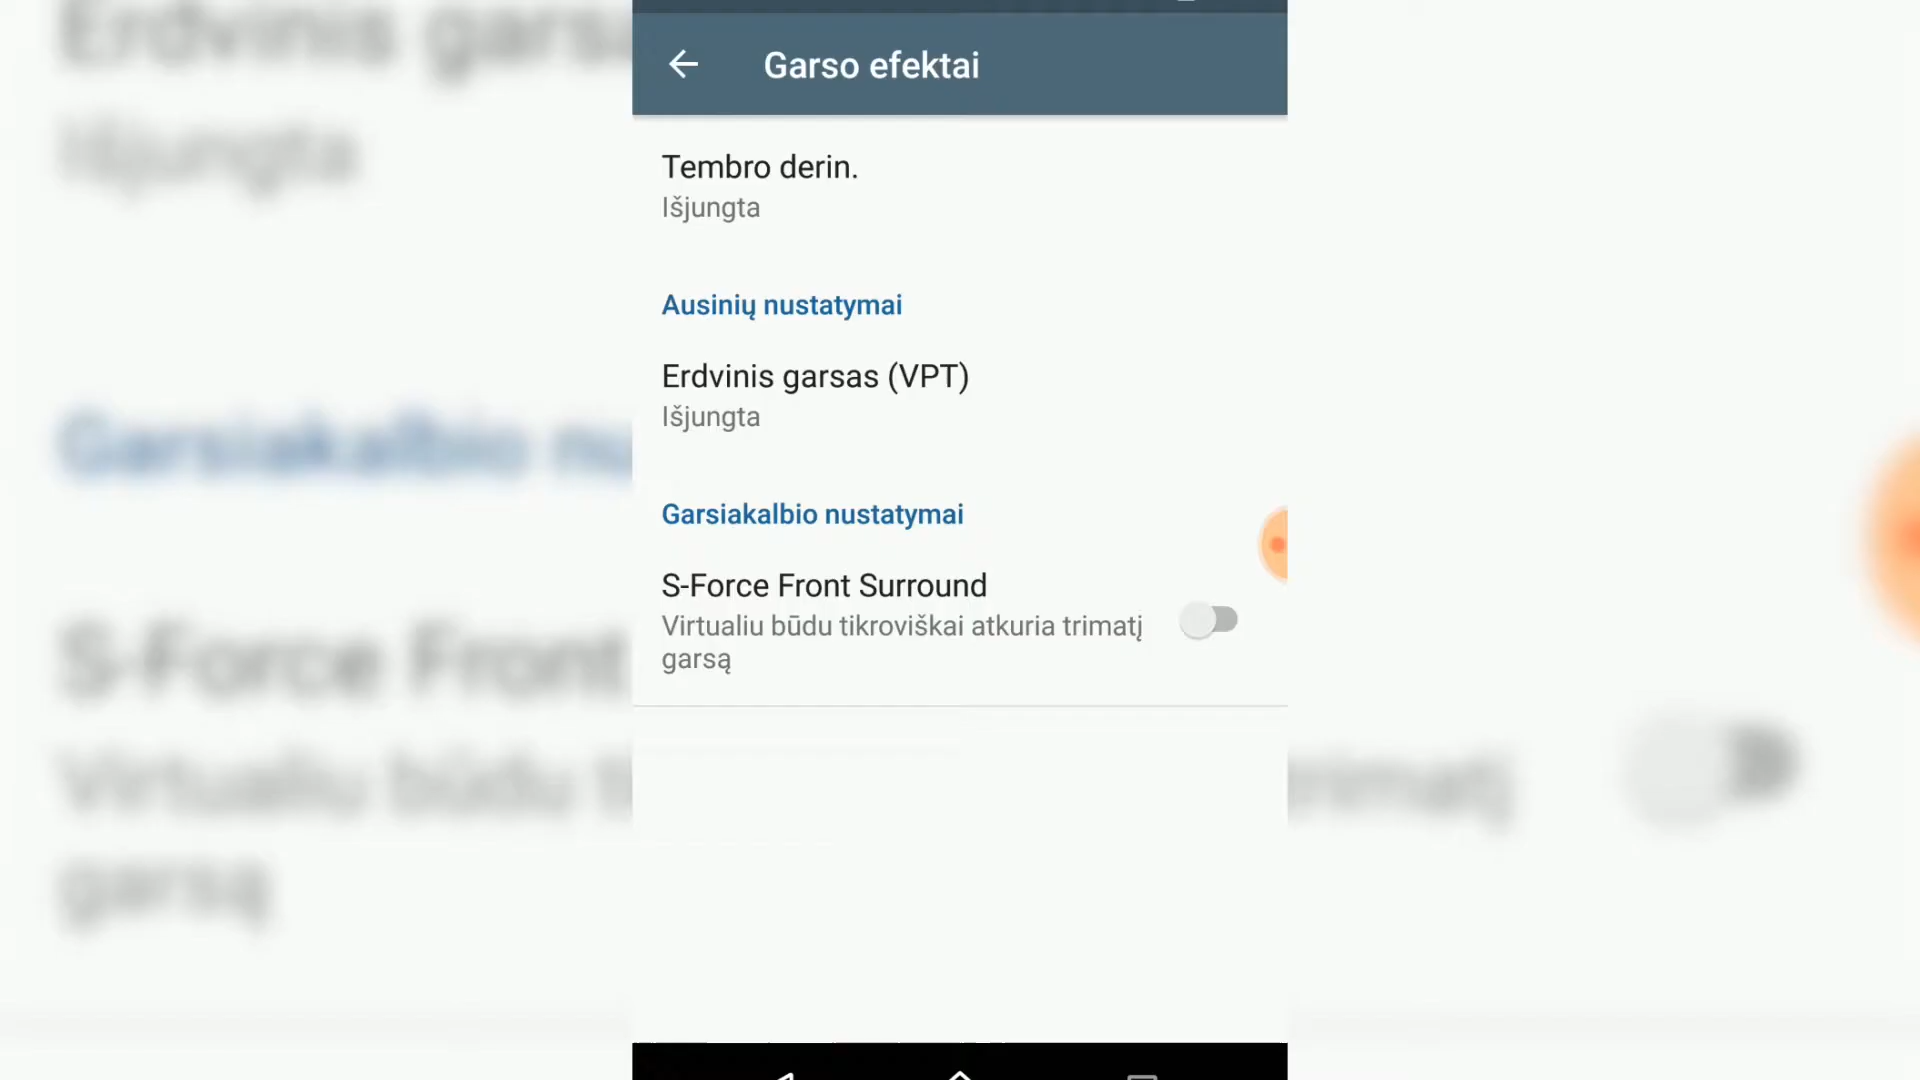 Garso efektai
Tembro derin.
Išjungta
Ausinių nustatymai
Erdvinis garsas (VPT)
Išjungta
Garsiakalbio nustatymai
S-Force Front Surround
Virtualiu būdu tikroviškai atkuria trimatį
garsą